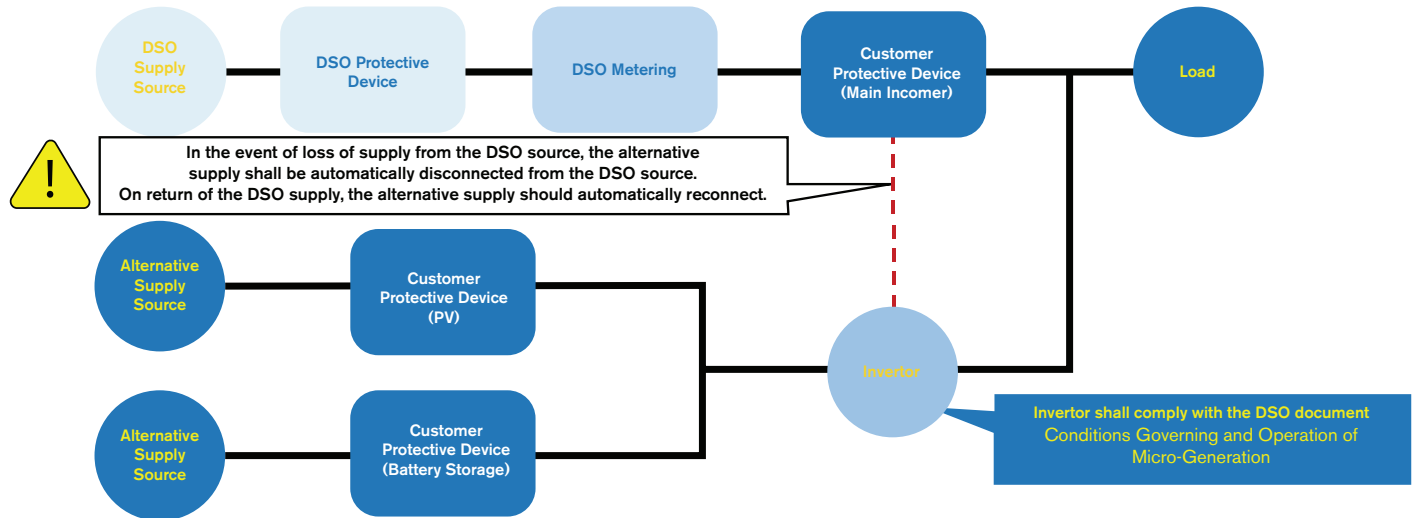 DSO
Supply
Source
DSO Protective
Device
DSO Metering
Customer
Protective Device
(Main Incomer)
Load
!
In the event of loss of supply from the DSO source, the alternative
supply shall be automatically disconnected from the DSO source.
On return of the DSO supply, the alternative supply should automatically reconnect.
Alternative
Supply
Source
Customer
Protective Device
(PV)
Invertor
Alternative
Supply
Source
Customer
Protective Device
(Battery Storage)
Invertor shall comply with the DSO document
Conditions Governing and Operation of
Micro-Generation